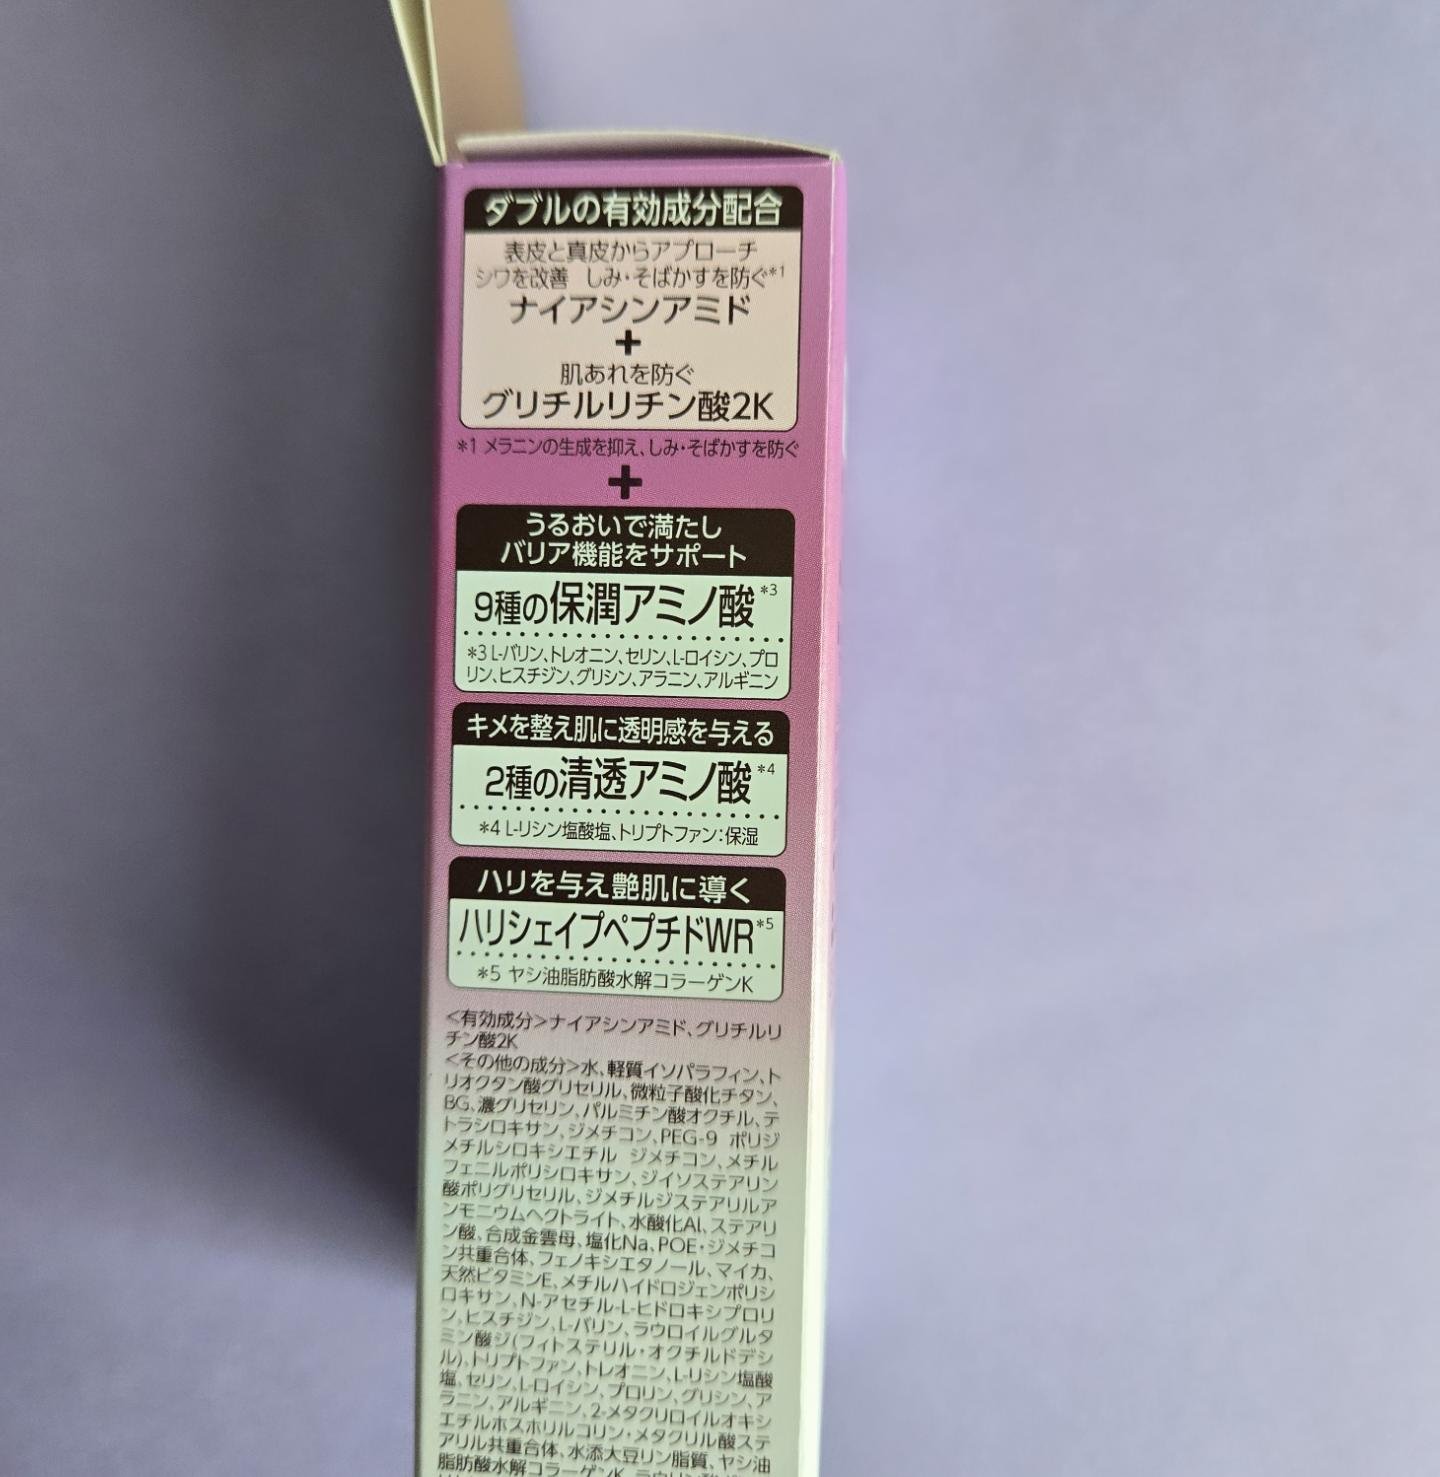 ダブルの有効成分配合
表皮と真皮からアプローチ
シワを改善 しみ・そばかすを防ぐ*1
ナイアシンアミド
+
肌あれを防ぐ
グリチルリチン酸2K
*1 メラニンの生成を抑え、しみ・そばかすを防ぐ
+
うるおいで満たし
バリア機能をサポート
9種の保潤アミノ酸*3
*3 L-バリン、トレオニン、セリン、L-ロイシン、プロ
リン、ヒスチジン、グリシン、アラニン、アルギニン
キメを整え肌に透明感を与える
2種の清透アミノ酸*4
*4 L-リシン塩酸塩、トリプトファン:保湿
ハリを与え艶肌に導く
ハリシェイプペプチドWR*5
*5 ヤシ油脂肪酸水解コラーゲンK
<有効成分>ナイアシンアミド、グリチルリ
チン酸2K
<その他の成分>水、軽質イソパラフィン、ト
リオクタン酸グリセリル、微粒子酸化チタン、
BG、濃グリセリン、パルミチン酸オクチル、テ
トラシロキサン、ジメチコン、PEG-9 ポリジ
メチルシロキシエチル ジメチコン、メチル
フェニルポリシロキサン、ジイソステアリン
酸ポリグリセリル、ジメチルジステアリルア
ンモニウムヘクトライト、水酸化Al、ステアリ
ン酸、合成金雲母、塩化Na、POE・ジメチコ
ン共重合体、フェノキシエタノール、マイカ、
天然ビタミンE、メチルハイドロジェンポリシ
ロキサン、N-アセチル-L-ヒドロキシプロリ
ン、ヒスチジン、L-バリン、ラウロイルグルタ
ミン酸ジ(フィトステリル・オクチルドデシ
ル)、トリプトファン、トレオニン、L-リシン塩酸
塩、セリン、L-ロイシン、プロリン、グリシン、ア
ラニン、アルギニン、2-メタクリロイルオキシ
エチルホスホリルコリン・メタクリル酸ステ
アリル共重合体、水添大豆リン脂質、ヤシ油
脂肪酸水解コラーゲンK、